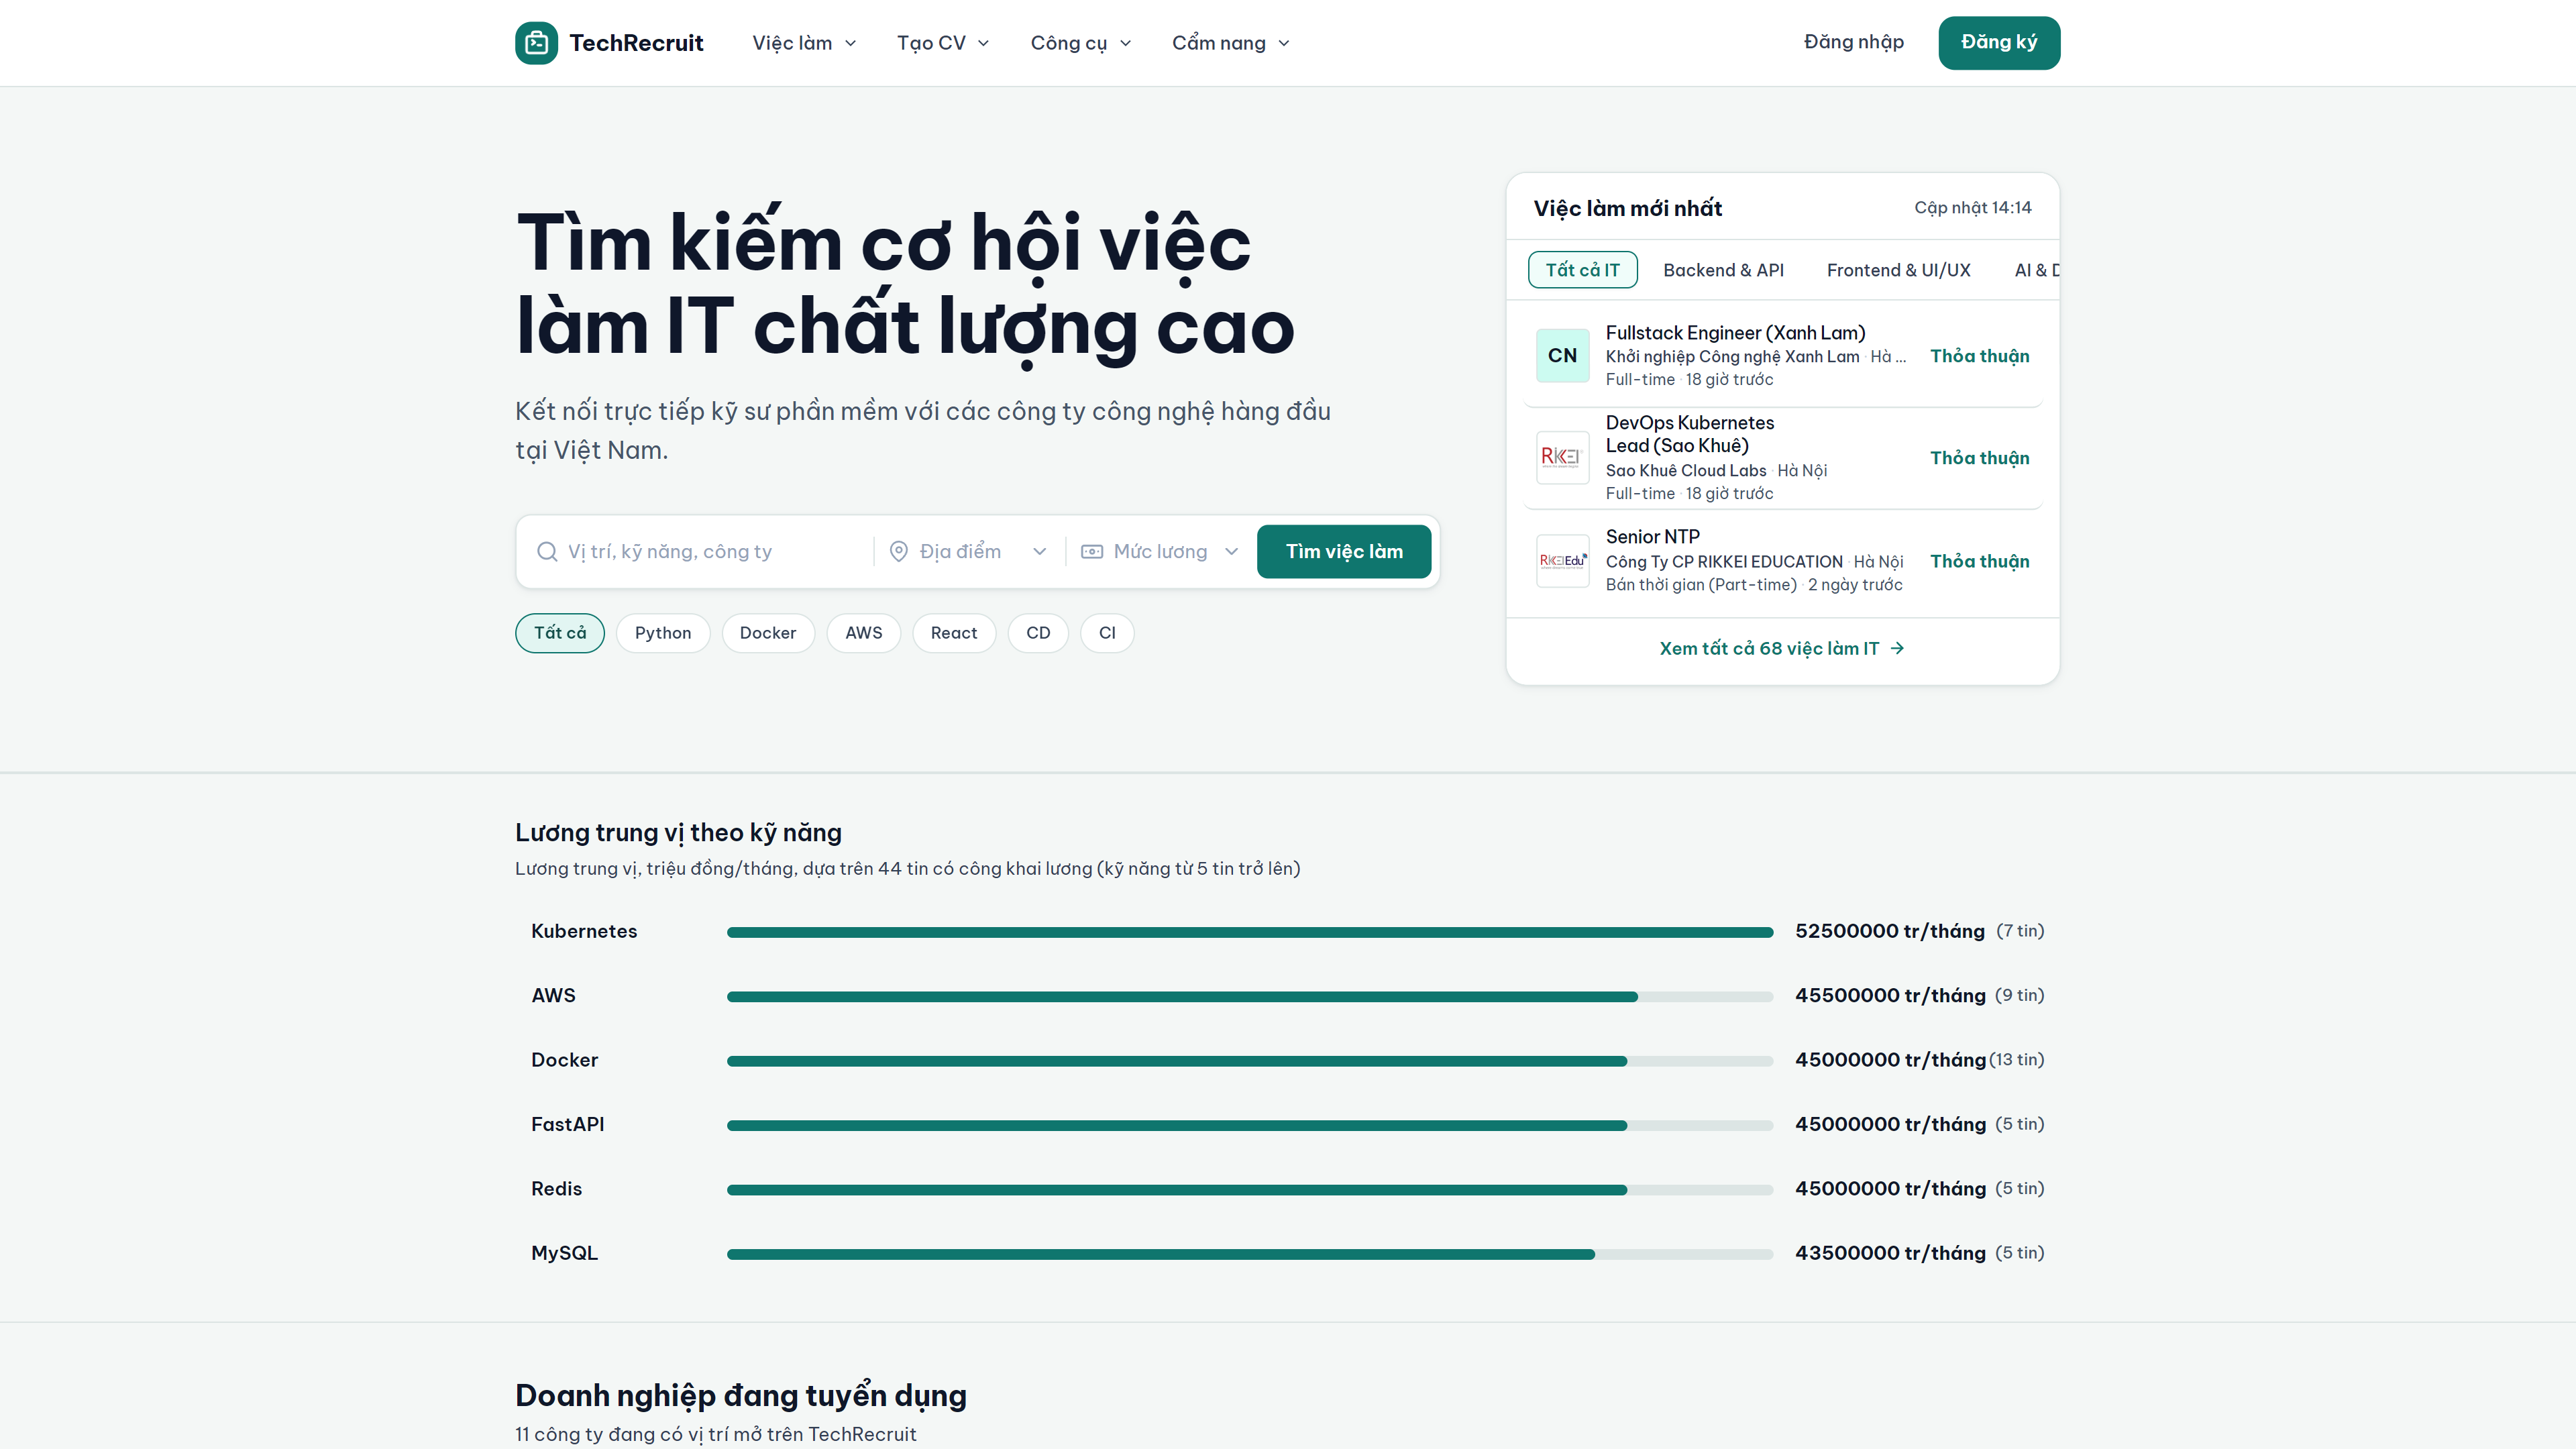 TechRecruit
Việc làm
Tạo CV
Công cụ
Cẩm nang
Đăng nhập
Đăng ký
Tìm kiếm cơ hội việc
làm IT chất lượng cao
Kết nối trực tiếp kỹ sư phần mềm với các công ty công nghệ hàng đầu
tại Việt Nam.
Vị trí, kỹ năng, công ty
Địa điểm
Mức lương
Tìm việc làm
Tất cả
Python
Docker
AWS
React
CD
CI
Việc làm mới nhất
Cập nhật 14:14
Tất cả IT
Backend & API
Frontend & UI/UX
AI & D
CN
Fullstack Engineer (Xanh Lam)
Khởi nghiệp Công nghệ Xanh Lam · Hà ...
Full-time · 18 giờ trước
Thỏa thuận
RIKKEI
DevOps Kubernetes
Lead (Sao Khuê)
Sao Khuê Cloud Labs · Hà Nội
Full-time · 18 giờ trước
Thỏa thuận
RIKKEI Edu
Senior NTP
Công Ty CP RIKKEI EDUCATION · Hà Nội
Bán thời gian (Part-time) · 2 ngày trước
Thỏa thuận
Xem tất cả 68 việc làm IT →
Lương trung vị theo kỹ năng
Lương trung vị, triệu đồng/tháng, dựa trên 44 tin có công khai lương (kỹ năng từ 5 tin trở lên)
Kubernetes 52500000 tr/tháng (7 tin)
AWS 45500000 tr/tháng (9 tin)
Docker 45000000 tr/tháng (13 tin)
FastAPI 45000000 tr/tháng (5 tin)
Redis 45000000 tr/tháng (5 tin)
MySQL 43500000 tr/tháng (5 tin)
Doanh nghiệp đang tuyển dụng
11 công ty đang có vị trí mở trên TechRecruit